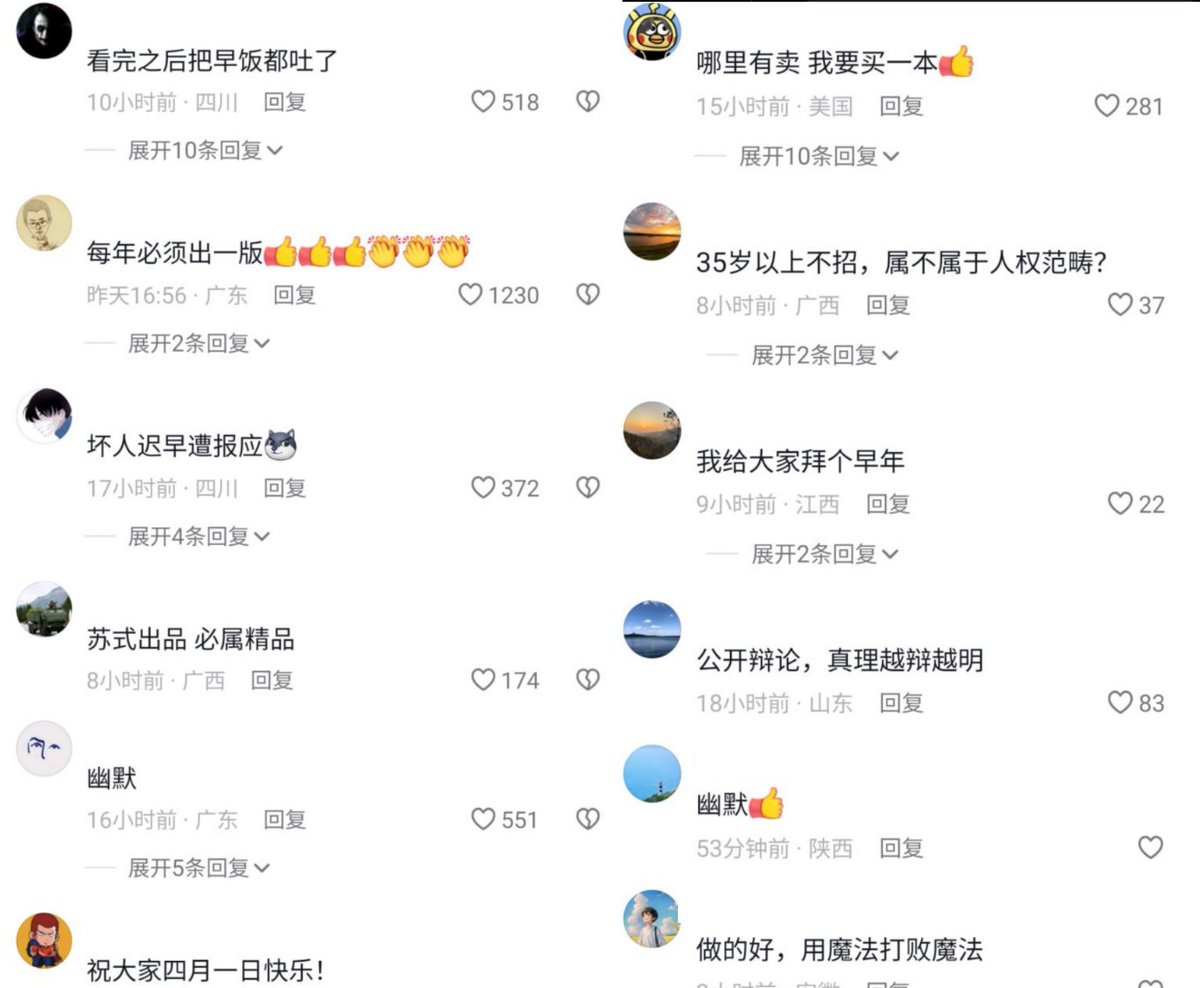 看完之后把早饭都吐了
10小时前 · 四川 回复
518
展开10条回复
每年必须出一版👍👍👍👏👏👏
昨天16:56 · 广东 回复
1230
展开2条回复
坏人迟早遭报应
17小时前 · 四川 回复
372
展开4条回复
苏式出品 必属精品
8小时前 · 广西 回复
174
幽默
16小时前 · 广东 回复
551
展开5条回复
祝大家四月一日快乐!
哪里有卖 我要买一本👍
15小时前 · 美国 回复
281
展开10条回复
35岁以上不招，属不属于人权范畴？
8小时前 · 广西 回复
37
展开2条回复
我给大家拜个早年
9小时前 · 江西 回复
22
展开2条回复
公开辩论，真理越辩越明
18小时前 · 山东 回复
83
幽默👍
53分钟前 · 陕西 回复
做的好，用魔法打败魔法